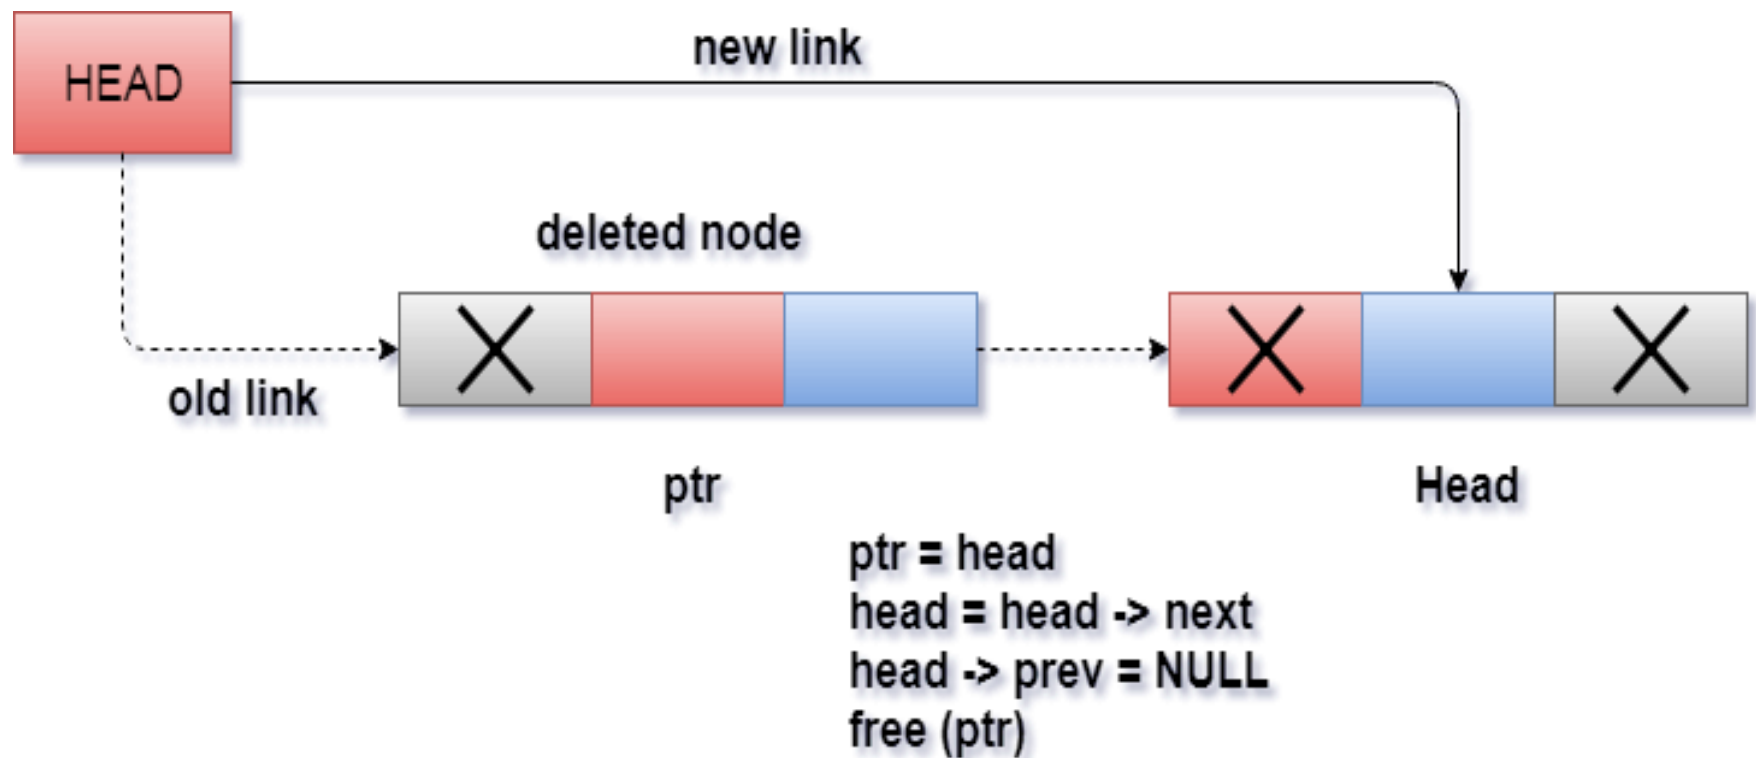 HEAD
new link
deleted node
old link
ptr
Head
ptr = head
head = head -> next
head -> prev = NULL
free (ptr)